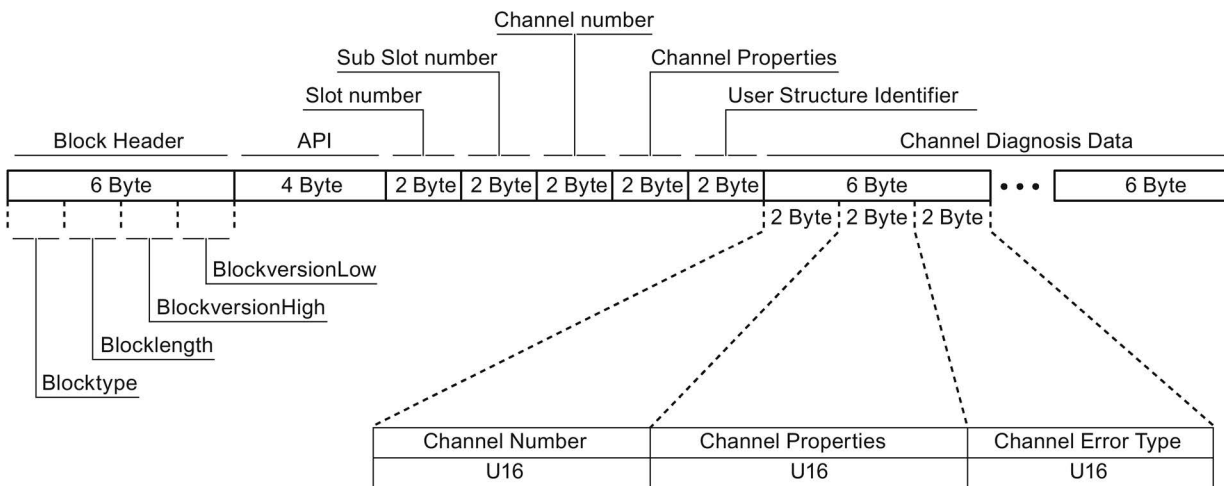 Channel number
Sub Slot number
Channel Properties
Slot number
User Structure Identifier
Block Header
API
Channel Diagnosis Data
6 Byte
4 Byte
2 Byte
2 Byte
2 Byte
2 Byte
2 Byte
6 Byte
6 Byte
2 Byte
2 Byte
2 Byte
BlockversionLow
BlockversionHigh
Blocklength
Blocktype
Channel Number
Channel Properties
Channel Error Type
U16
U16
U16